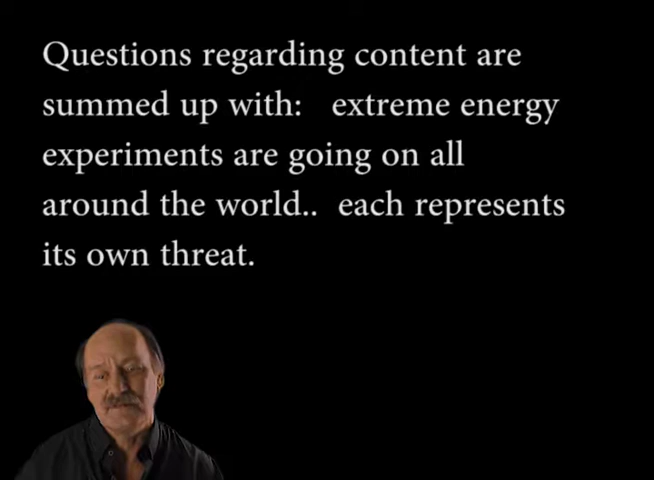 Questions regarding content are
summed up with: extreme energy
experiments are going on all
around the world.. each represents
its own threat.